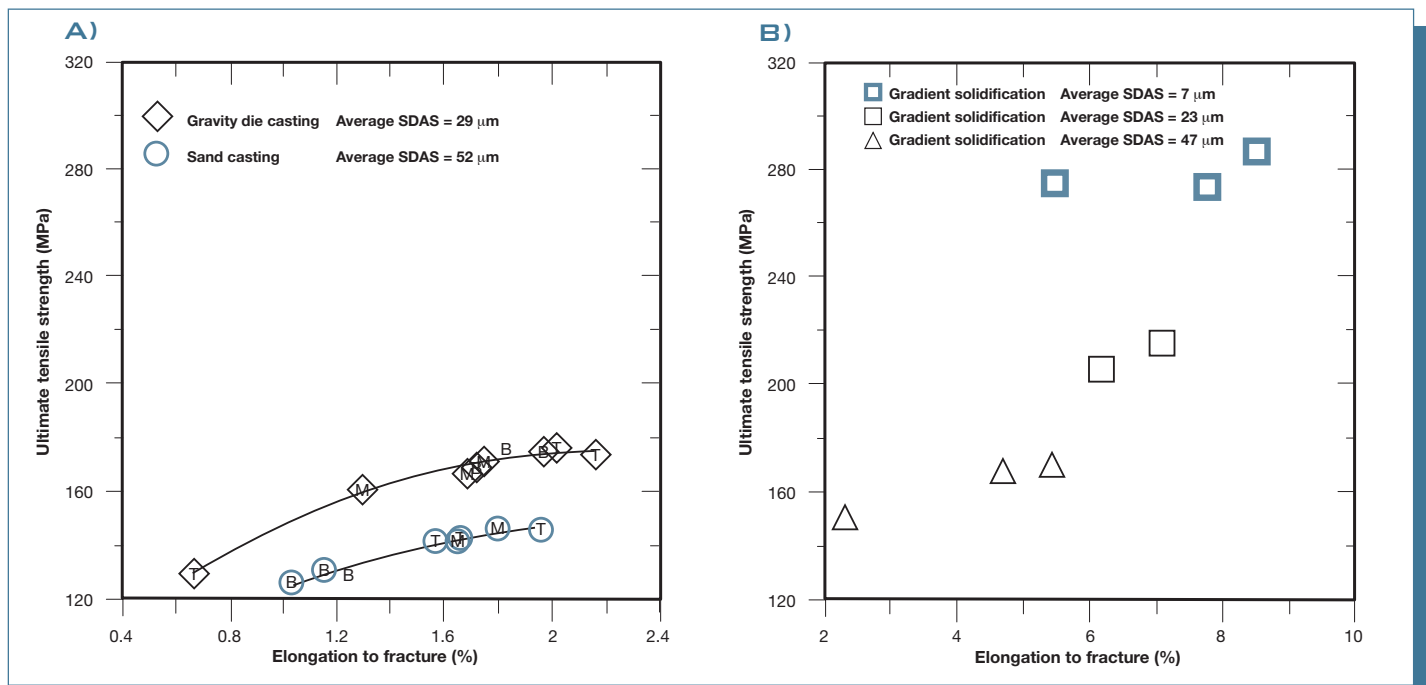 A)
320
280
240
200
160
120
Ultimate tensile strength (MPa)
Gravity die casting Average SDAS = 29 μm
Sand casting Average SDAS = 52 μm
B
B
T
M
M
M
B
T
T
B
B
T
M
M
T
0.4 0.8 1.2 1.6 2 2.4
Elongation to fracture (%)
B)
320
280
240
200
160
120
Ultimate tensile strength (MPa)
Gradient solidification Average SDAS = 7 μm
Gradient solidification Average SDAS = 23 μm
Gradient solidification Average SDAS = 47 μm
2 4 6 8 10
Elongation to fracture (%)